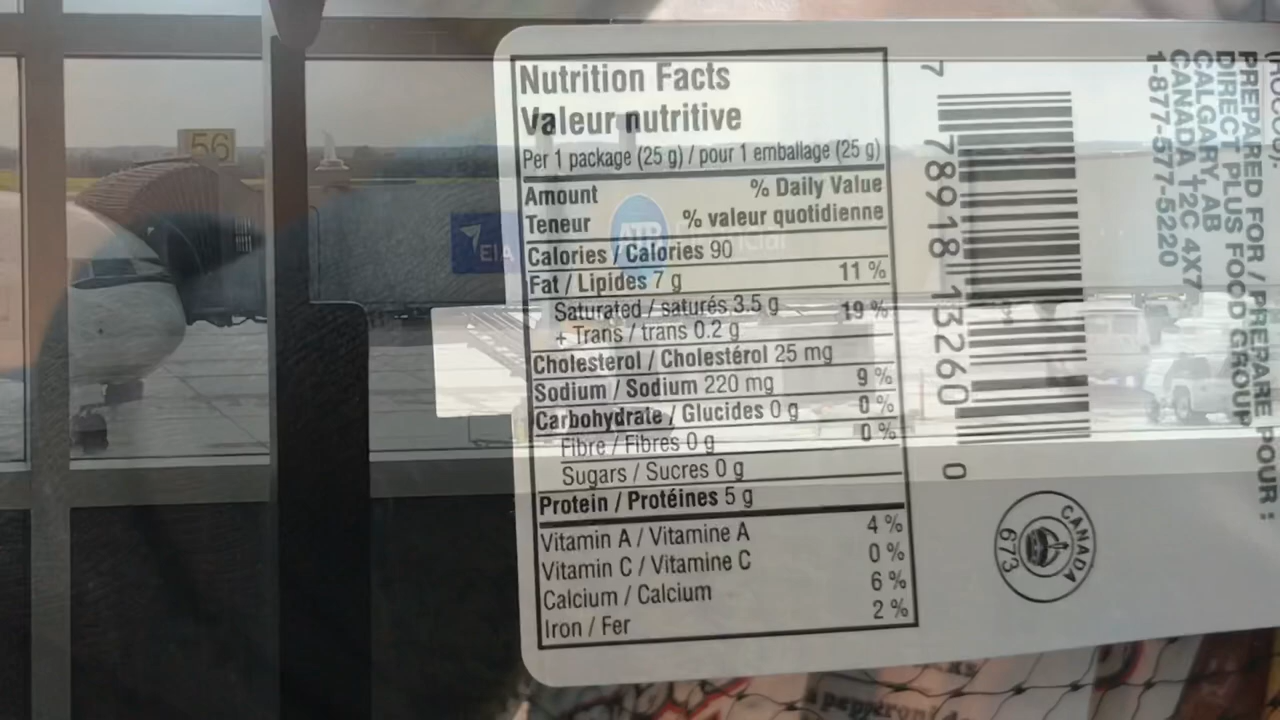 56
EIA
ATB Financial
Nutrition Facts
Valeur nutritive
Per 1 package (25 g) / pour 1 emballage (25 g)
Amount % Daily Value
Teneur % valeur quotidienne
Calories / Calories 90
Fat / Lipides 7 g 11 %
Saturated / saturés 3.5 g 19 %
+ Trans / trans 0.2 g
Cholesterol / Cholestérol 25 mg
Sodium / Sodium 220 mg 9 %
Carbohydrate / Glucides 0 g 0 %
Fibre / Fibres 0 g 0 %
Sugars / Sucres 0 g
Protein / Protéines 5 g
Vitamin A / Vitamine A 4 %
Vitamin C / Vitamine C 0 %
Calcium / Calcium 6 %
Iron / Fer 2 %
7 78918 13260 0
PREPARED FOR / PRÉPARÉ POUR :
DIRECT PLUS FOOD GROUP
CALGARY, AB
CANADA T2C 4X7
1-877-577-5220
CANADA
673
pepperoni